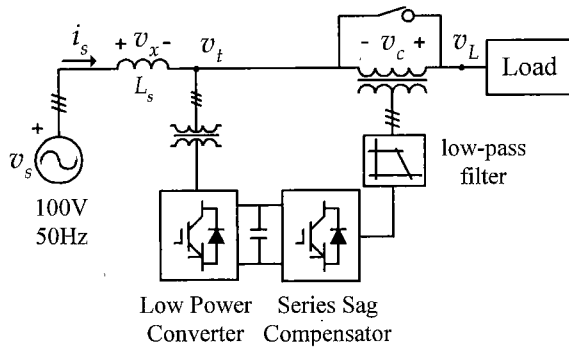 i_s
+ v_x -
v_t
- v_c +
v_L
L_s
Load
+
v_s
100V
50Hz
low-pass
filter
Low Power
Converter
Series Sag
Compensator